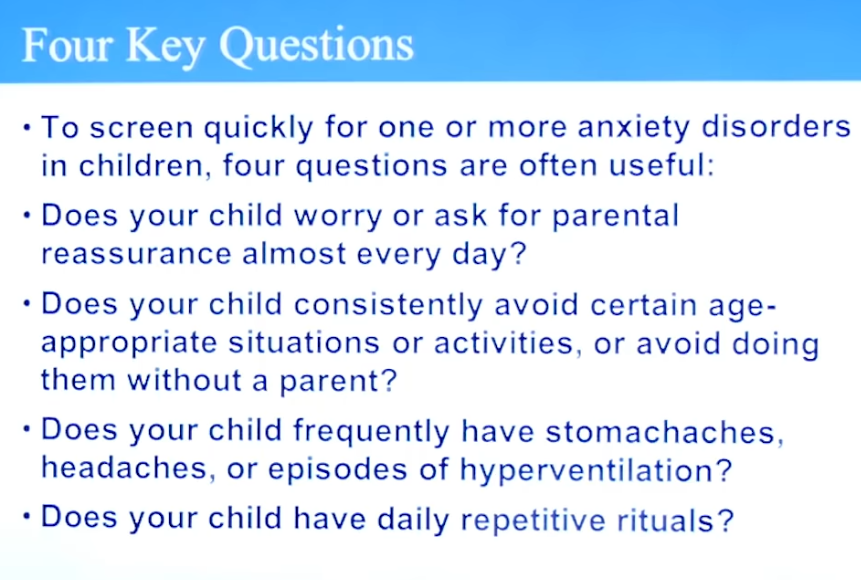 Four Key Questions
• To screen quickly for one or more anxiety disorders
in children, four questions are often useful:
• Does your child worry or ask for parental
reassurance almost every day?
• Does your child consistently avoid certain age-
appropriate situations or activities, or avoid doing
them without a parent?
• Does your child frequently have stomachaches,
headaches, or episodes of hyperventilation?
• Does your child have daily repetitive rituals?